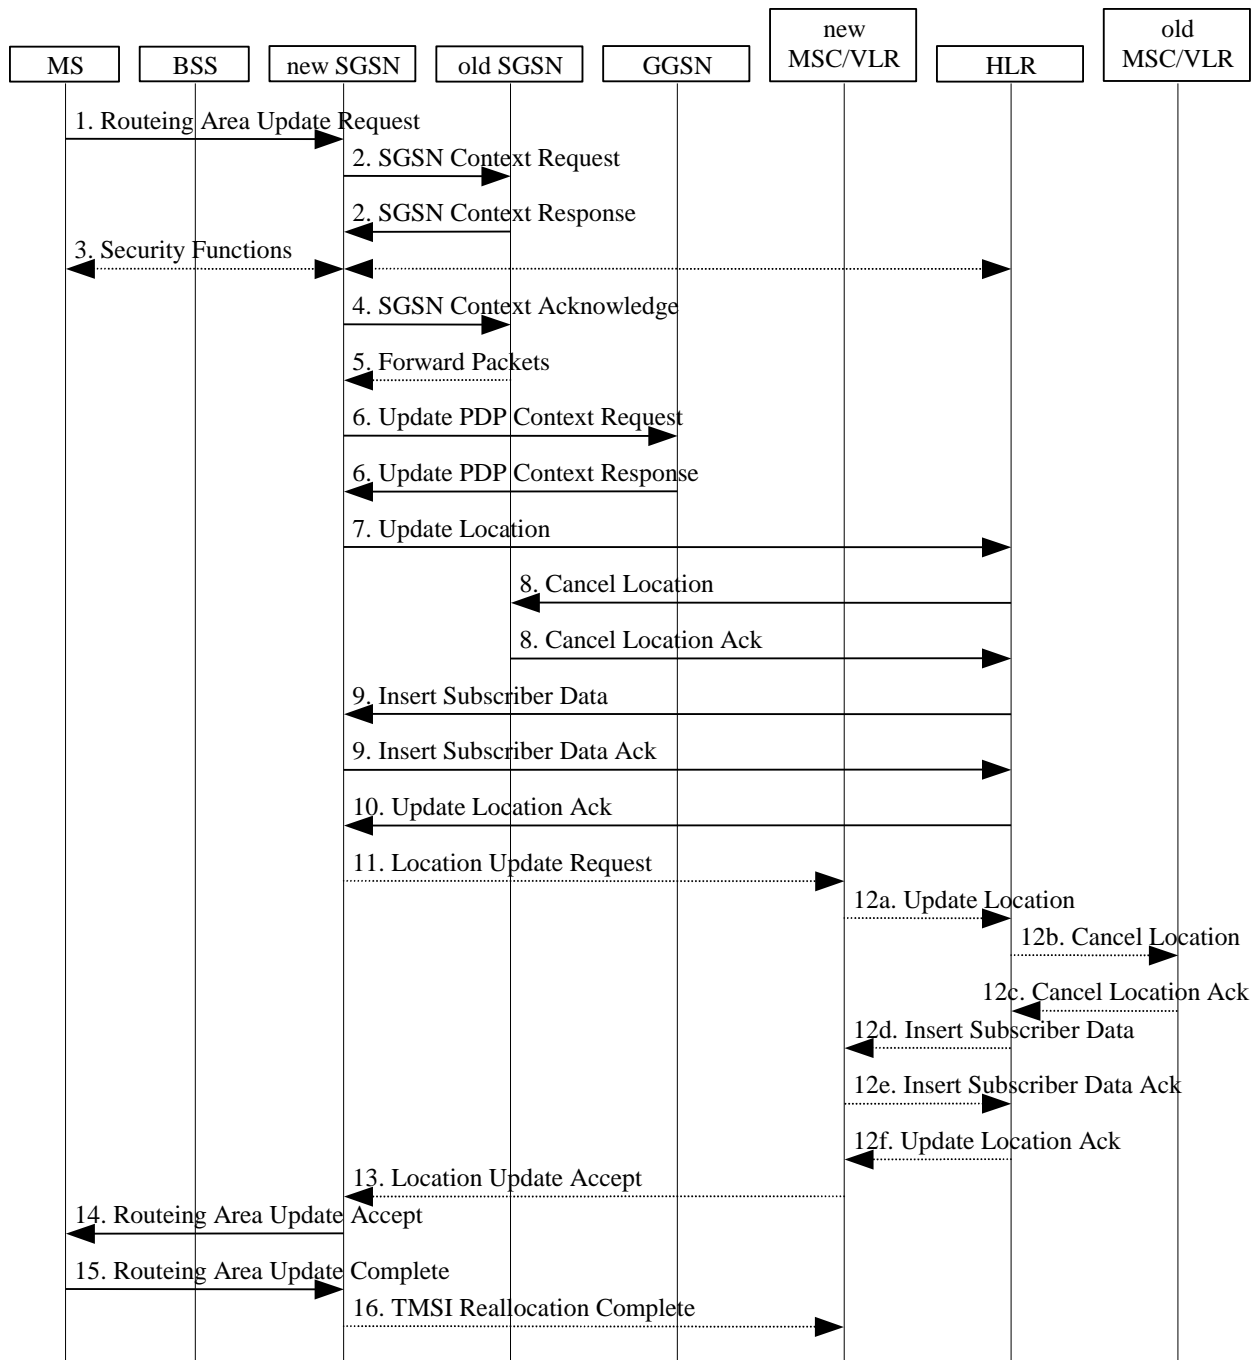 new
MSC/VLR
old
MSC/VLR
MS
BSS
new SGSN
old SGSN
GGSN
HLR
1. Routeing Area Update Request
2. SGSN Context Request
2. SGSN Context Response
3. Security Functions
4. SGSN Context Acknowledge
5. Forward Packets
6. Update PDP Context Request
6. Update PDP Context Response
7. Update Location
8. Cancel Location
8. Cancel Location Ack
9. Insert Subscriber Data
9. Insert Subscriber Data Ack
10. Update Location Ack
11. Location Update Request
12a. Update Location
12b. Cancel Location
12c. Cancel Location Ack
12d. Insert Subscriber Data
12e. Insert Subscriber Data Ack
12f. Update Location Ack
13. Location Update Accept
14. Routeing Area Update Accept
15. Routeing Area Update Complete
16. TMSI Reallocation Complete